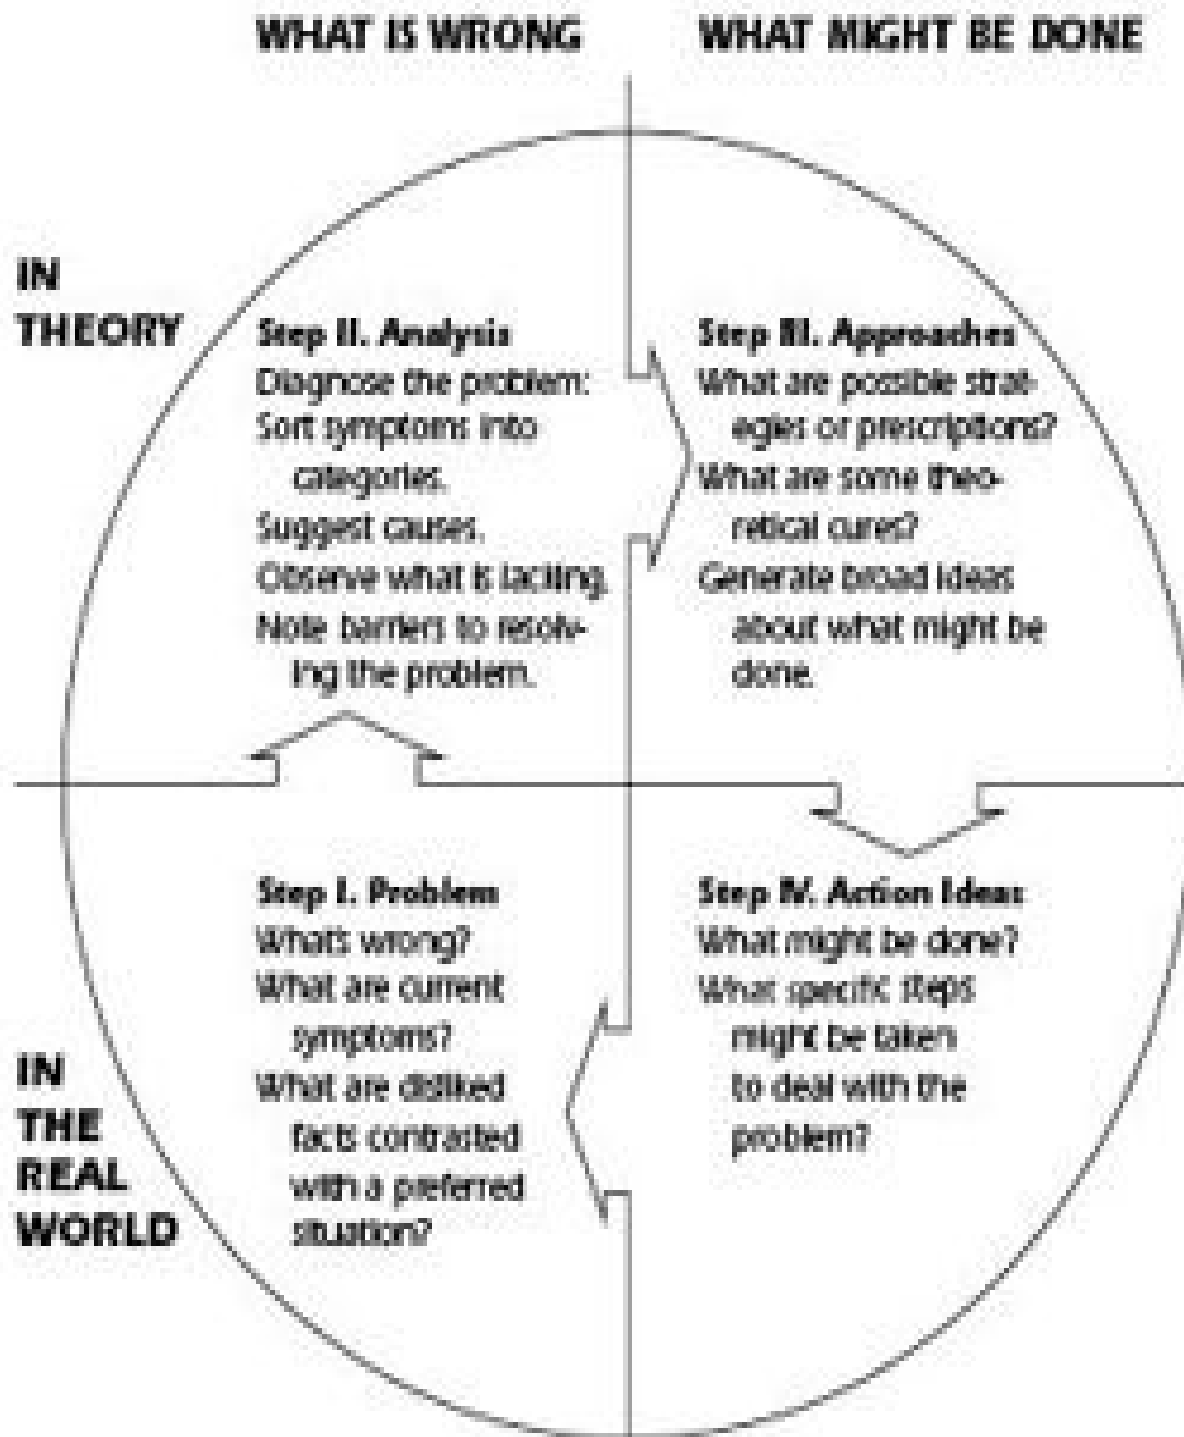 WHAT IS WRONG
WHAT MIGHT BE DONE
IN
THEORY
Step II. Analysis
Diagnose the problem:
Sort symptoms into
categories.
Suggest causes.
Observe what is lacking.
Note barriers to resolv-
ing the problem.
Step III. Approaches
What are possible strat-
egies or prescriptions?
What are some theo-
retical cures?
Generate broad ideas
about what might be
done.
IN
THE
REAL
WORLD
Step I. Problem
What's wrong?
What are current
symptoms?
What are disliked
facts contrasted
with a preferred
situation?
Step IV. Action Ideas
What might be done?
What specific steps
might be taken
to deal with the
problem?